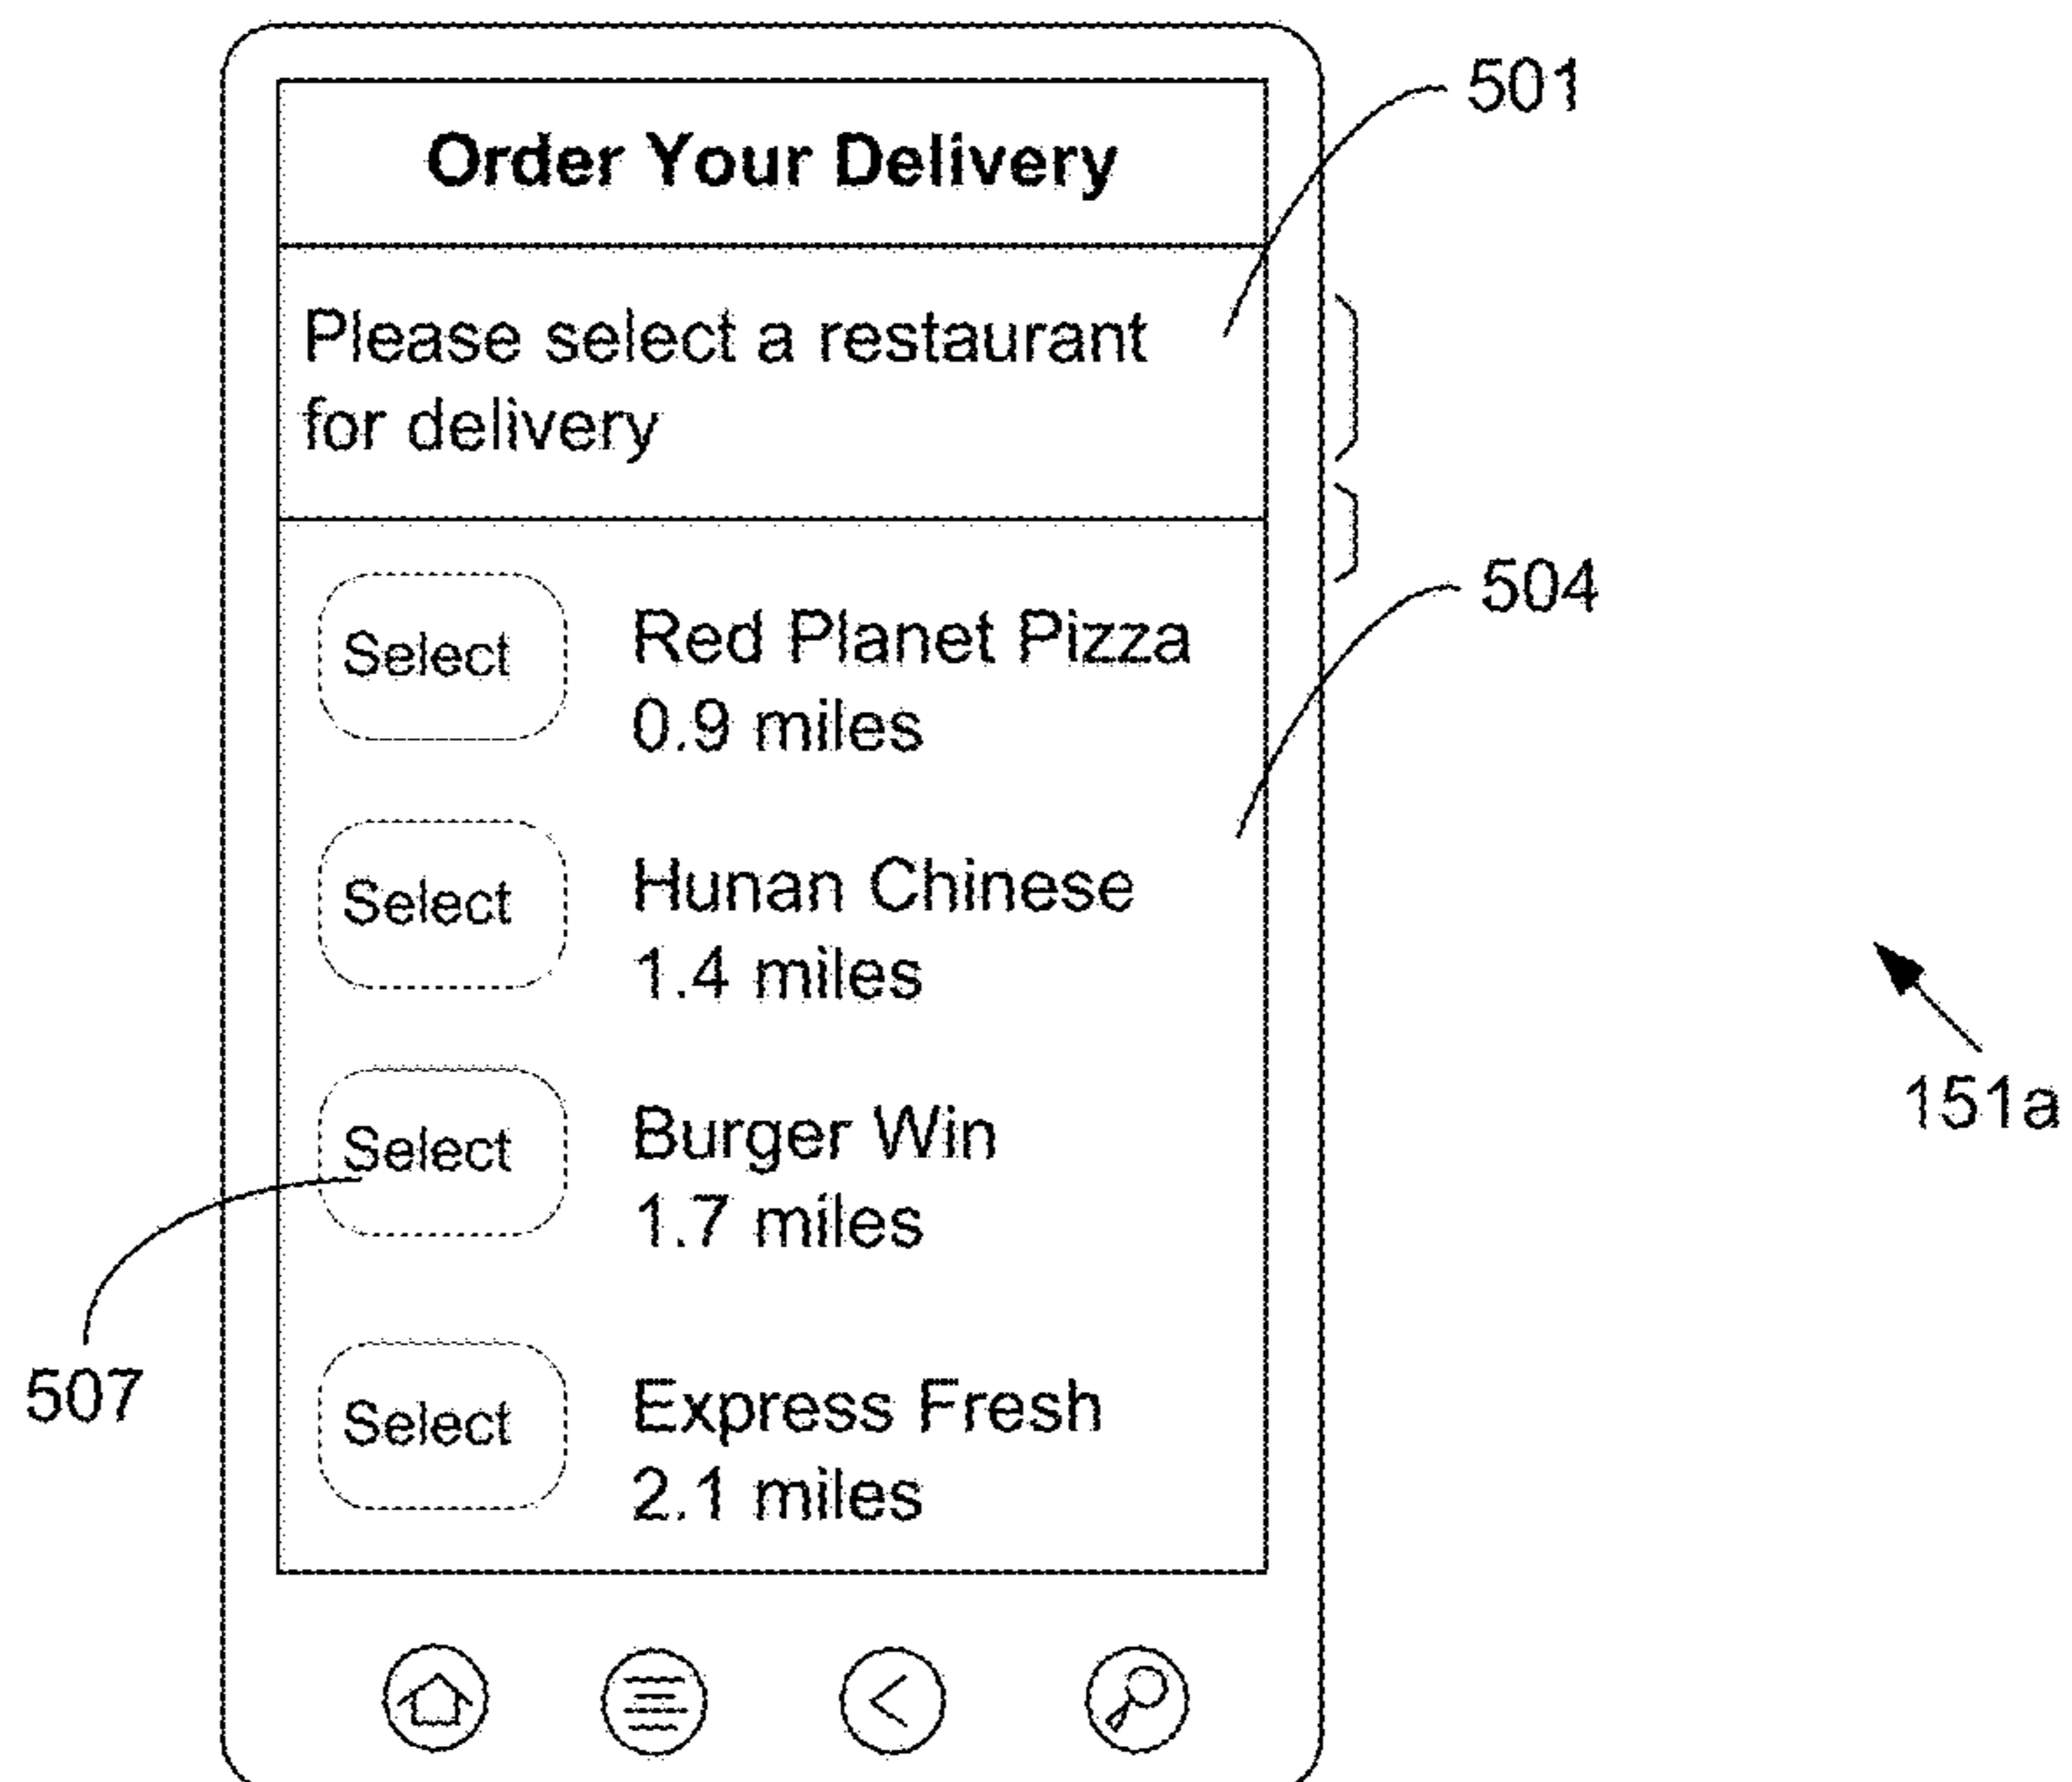 501
Order Your Delivery
Please select a restaurant
for delivery
504
Select
Red Planet Pizza
0.9 miles
Select
Hunan Chinese
1.4 miles
151a
Select
Burger Win
1.7 miles
507
Select
Express Fresh
2.1 miles